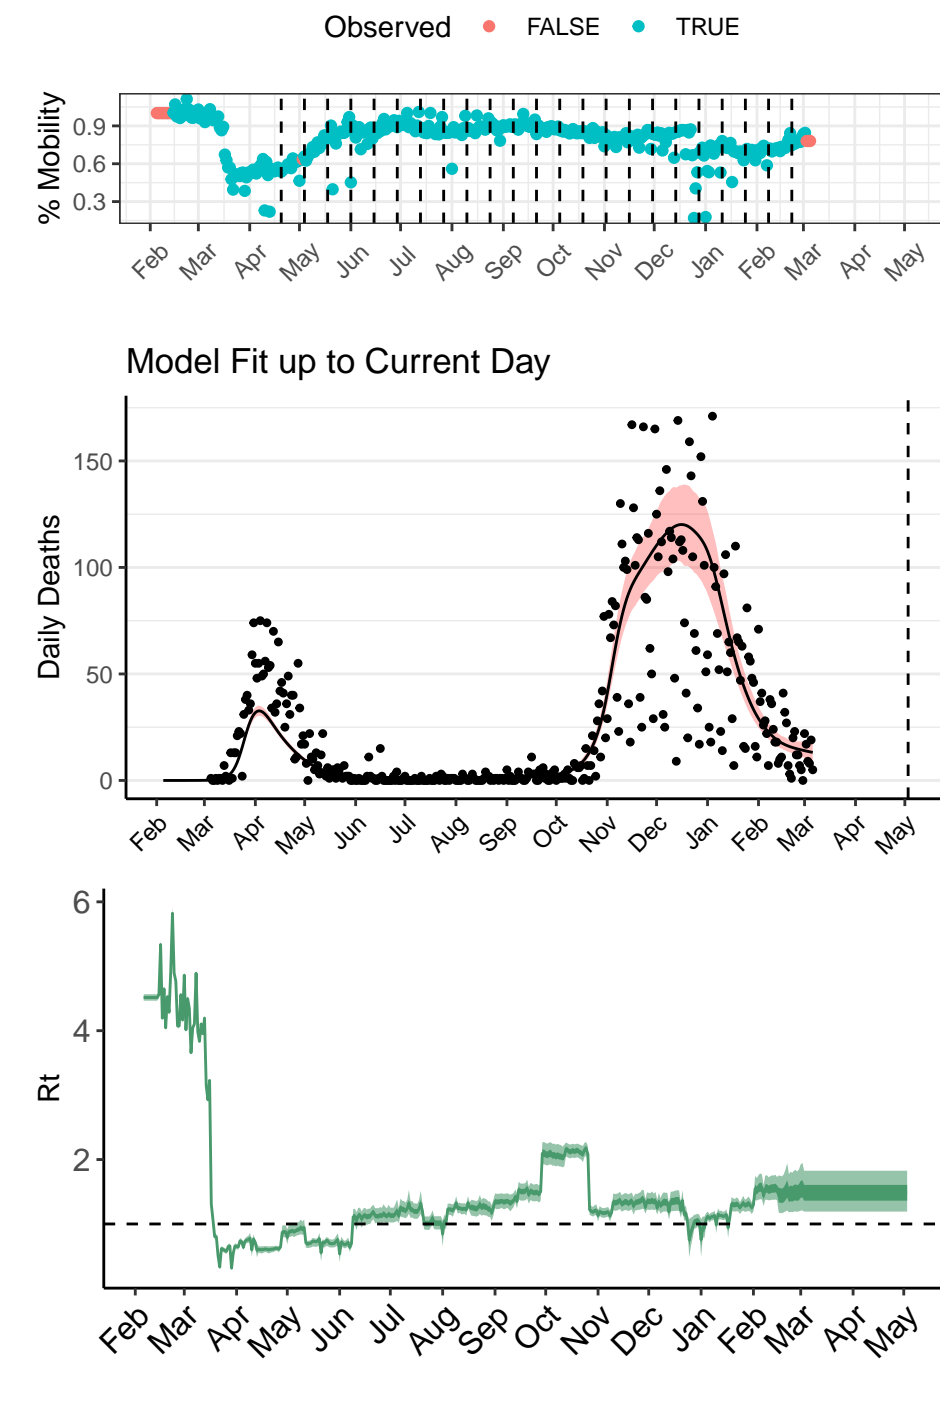 Observed FALSE TRUE
% Mobility
0.9
0.6
0.3
Feb Mar Apr May Jun Jul Aug Sep Oct Nov Dec Jan Feb Mar Apr May
Model Fit up to Current Day
Daily Deaths
150
100
50
0
Feb Mar Apr May Jun Jul Aug Sep Oct Nov Dec Jan Feb Mar Apr May
Rt
6
4
2
Feb Mar Apr May Jun Jul Aug Sep Oct Nov Dec Jan Feb Mar Apr May